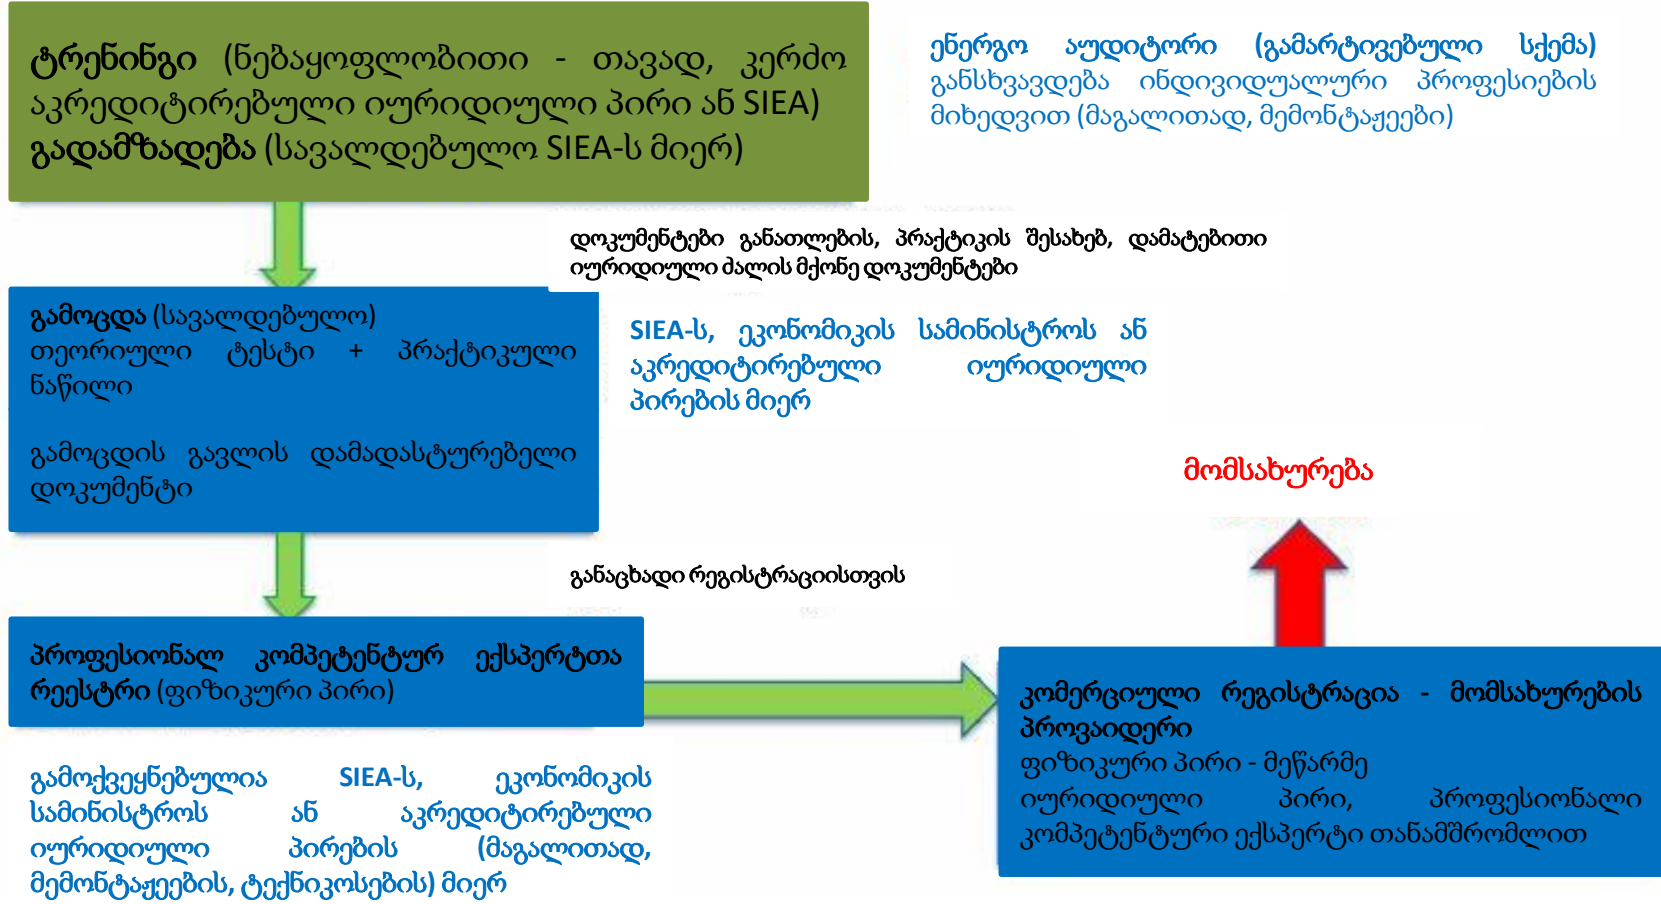 ტრენინგი (ნებაყოფლობითი - თავად, კერძო
აკრედიტირებული იურიდიული პირი ან SIEA)
გადამზადება (სავალდებულო SIEA-ს მიერ)
ენერგო აუდიტორი (გამარტივებული სქემა)
განსხვავდება ინდივიდუალური პროფესიების
მიხედვით (მაგალითად, მემონტაჟეები)
დოკუმენტები განათლების, პრაქტიკის შესახებ, დამატებითი
იურიდიული ძალის მქონე დოკუმენტები
გამოცდა (სავალდებულო)
თეორიული ტესტი + პრაქტიკული
ნაწილი
გამოცდის გავლის დამადასტურებელი
დოკუმენტი
SIEA-ს, ეკონომიკის სამინისტროს ან
აკრედიტირებული იურიდიული
პირების მიერ
მომსახურება
განაცხადი რეგისტრაციისთვის
პროფესიონალ კომპეტენტურ ექსპერტთა
რეესტრი (ფიზიკური პირი)
კომერციული რეგისტრაცია - მომსახურების
პროვაიდერი
ფიზიკური პირი - მეწარმე
იურიდიული პირი, პროფესიონალი
კომპეტენტური ექსპერტი თანამშრომლით
გამოქვეყნებულია SIEA-ს, ეკონომიკის
სამინისტროს ან აკრედიტირებული
იურიდიული პირების (მაგალითად,
მემონტაჟეების, ტექნიკოსების) მიერ